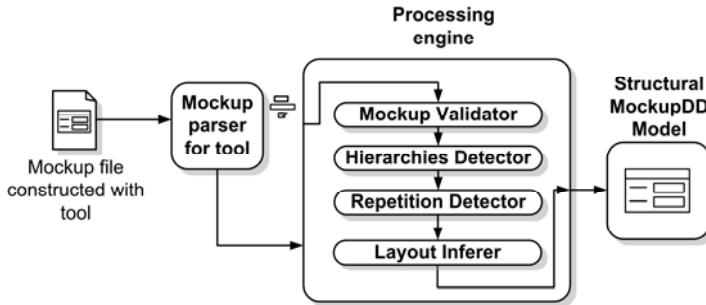 Processing
engine
Mockup file
constructed with
tool
Mockup
parser
for tool
Mockup Validator
Hierarchies Detector
Repetition Detector
Layout Inferer
Structural
MockupDD
Model